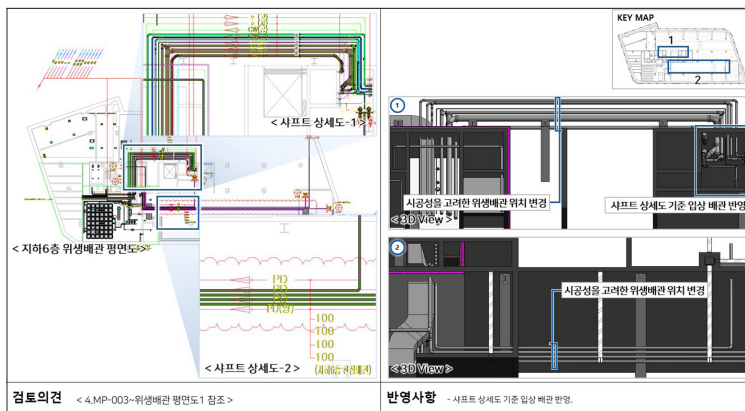 KEY MAP
1
2
CW
< 샤프트 상세도-1 >
1
시공성을 고려한 위생배관 위치 변경
샤프트 상세도 기준 입상 배관 반영
< 3D View >
< 지하6층 위생배관 평면도 >
PD
PD
PD(양)
100
100
100
100
< 샤프트 상세도-2 >
2
시공성을 고려한 위생배관 위치 변경
< 3D View >
검토의견 < 4.MP-003~위생배관 평면도1 참조 >
반영사항 - 샤프트 상세도 기준 입상 배관 반영.